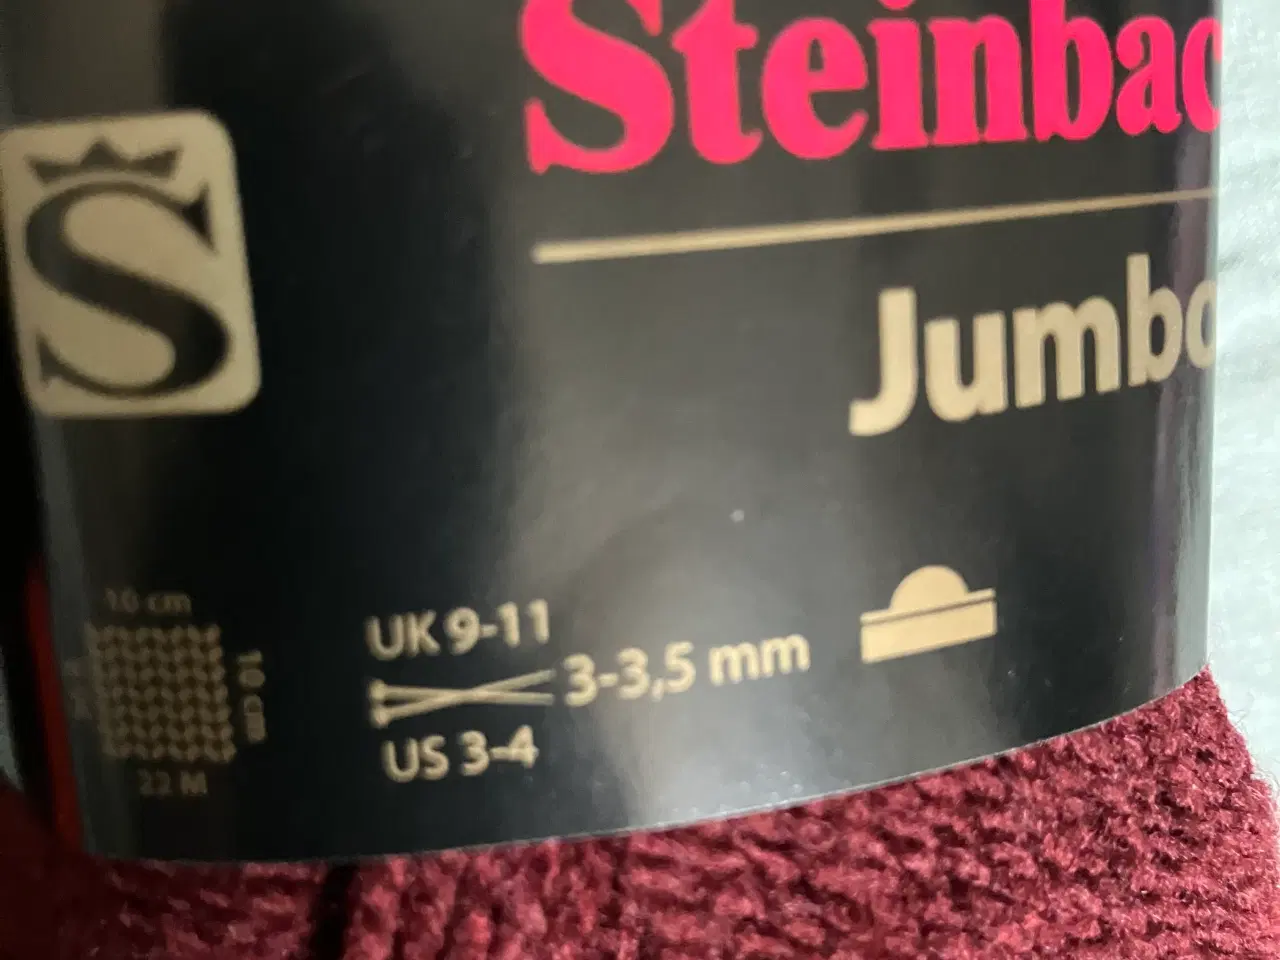 Steinbac
S
Jumbo
10 cm
10 cm
22 M
UK 9-11
3-3,5 mm
US 3-4